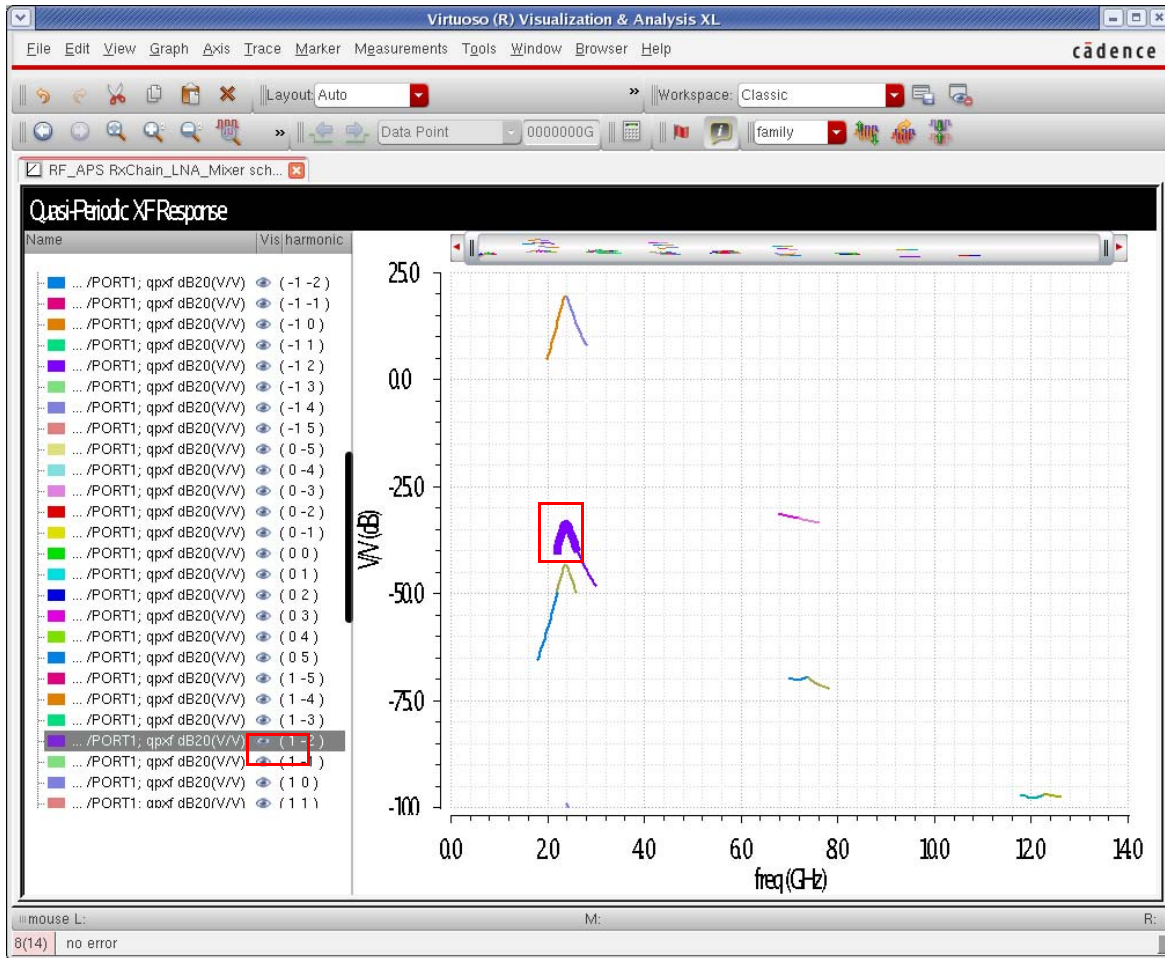 Virtuoso (R) Visualization & Analysis XL
File Edit View Graph Axis Trace Marker Measurements Tools Window Browser Help
cādence
Layout: Auto » Workspace: Classic
» Data Point 0000000G family
RF_APS RxChain_LNA_Mixer sch...
Quasi-Periodic XF Response
Name Vis harmonic
... /PORT1; qpxf dB20(V/V) (-1 -2)
... /PORT1; qpxf dB20(V/V) (-1 -1)
... /PORT1; qpxf dB20(V/V) (-1 0)
... /PORT1; qpxf dB20(V/V) (-1 1)
... /PORT1; qpxf dB20(V/V) (-1 2)
... /PORT1; qpxf dB20(V/V) (-1 3)
... /PORT1; qpxf dB20(V/V) (-1 4)
... /PORT1; qpxf dB20(V/V) (-1 5)
... /PORT1; qpxf dB20(V/V) (0 -5)
... /PORT1; qpxf dB20(V/V) (0 -4)
... /PORT1; qpxf dB20(V/V) (0 -3)
... /PORT1; qpxf dB20(V/V) (0 -2)
... /PORT1; qpxf dB20(V/V) (0 -1)
... /PORT1; qpxf dB20(V/V) (0 0)
... /PORT1; qpxf dB20(V/V) (0 1)
... /PORT1; qpxf dB20(V/V) (0 2)
... /PORT1; qpxf dB20(V/V) (0 3)
... /PORT1; qpxf dB20(V/V) (0 4)
... /PORT1; qpxf dB20(V/V) (0 5)
... /PORT1; qpxf dB20(V/V) (1 -5)
... /PORT1; qpxf dB20(V/V) (1 -4)
... /PORT1; qpxf dB20(V/V) (1 -3)
... /PORT1; qpxf dB20(V/V) (1 -2)
... /PORT1; qpxf dB20(V/V) (1 -1)
... /PORT1; qpxf dB20(V/V) (1 0)
... /PORT1; qpxf dB20(V/V) (1 1)
25.0
0.0
-25.0
-50.0
-75.0
-100
V/V (dB)
0.0 2.0 4.0 6.0 8.0 10.0 12.0 14.0
freq (GHz)
mouse L: M: R:
8(14) no error